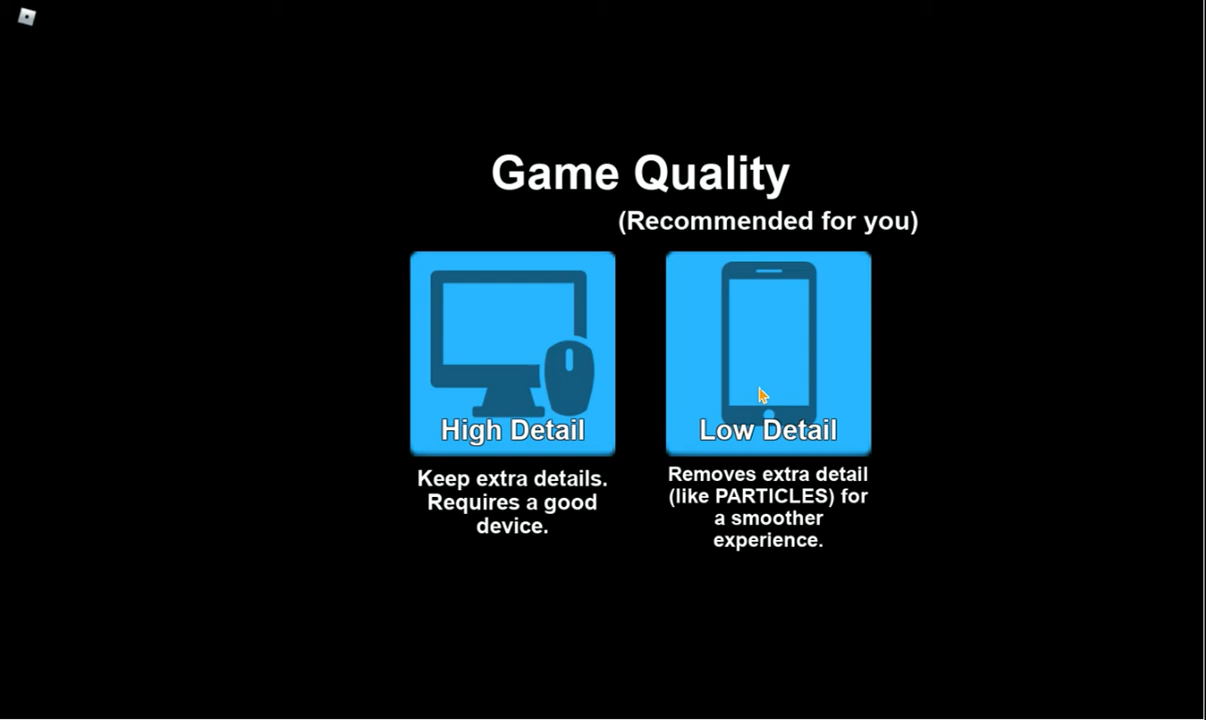 Game Quality
(Recommended for you)
High Detail
Keep extra details.
Requires a good
device.
Low Detail
Removes extra detail
(like PARTICLES) for
a smoother
experience.